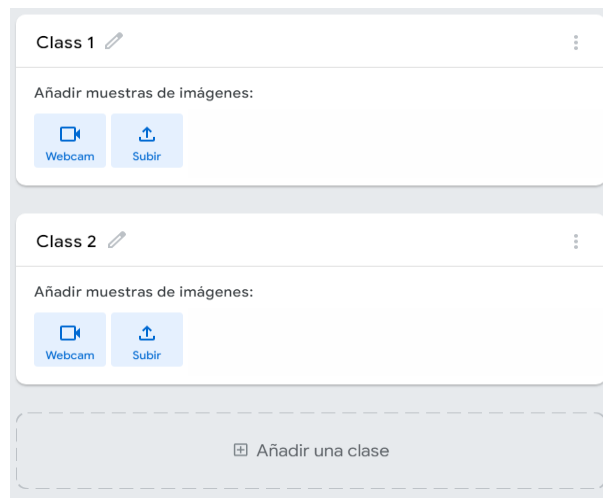 Class 1
Añadir muestras de imágenes:
Webcam Subir
Class 2
Añadir muestras de imágenes:
Webcam Subir
Añadir una clase